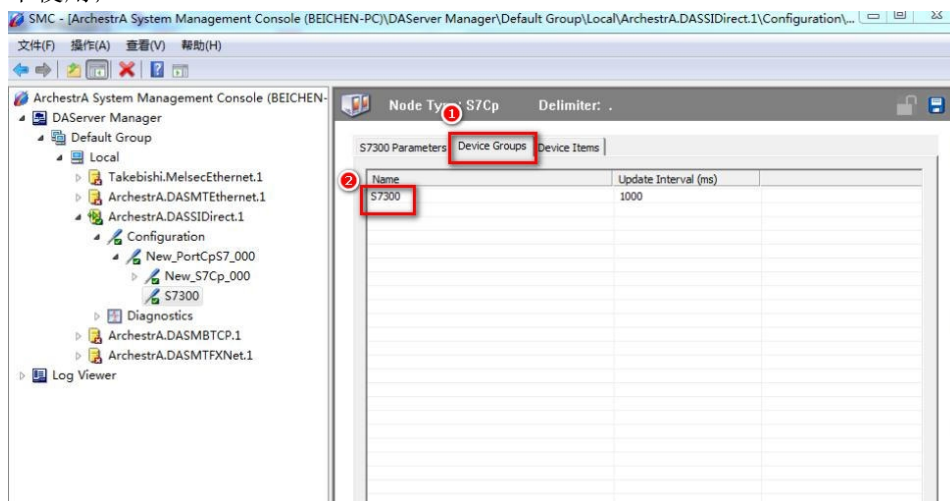 SMC - [ArchestrA System Management Console (BEICHEN-PC)\DAServer Manager\Default Group\Local\ArchestrA.DASSIDirect.1\Configuration\...
文件(F) 操作(A) 查看(V) 帮助(H)
ArchestrA System Management Console (BEICHEN-
DAServer Manager
Default Group
Local
Takebishi.MelsecEthernet.1
ArchestrA.DASMTEthernet.1
ArchestrA.DASSIDirect.1
Configuration
New_PortCpS7_000
New_S7Cp_000
S7300
Diagnostics
ArchestrA.DASMBTCP.1
ArchestrA.DASMTFXNet.1
Log Viewer
Node Type: S7Cp Delimiter: .
1
S7300 Parameters Device Groups Device Items
2
Name Update Interval (ms)
S7300 1000